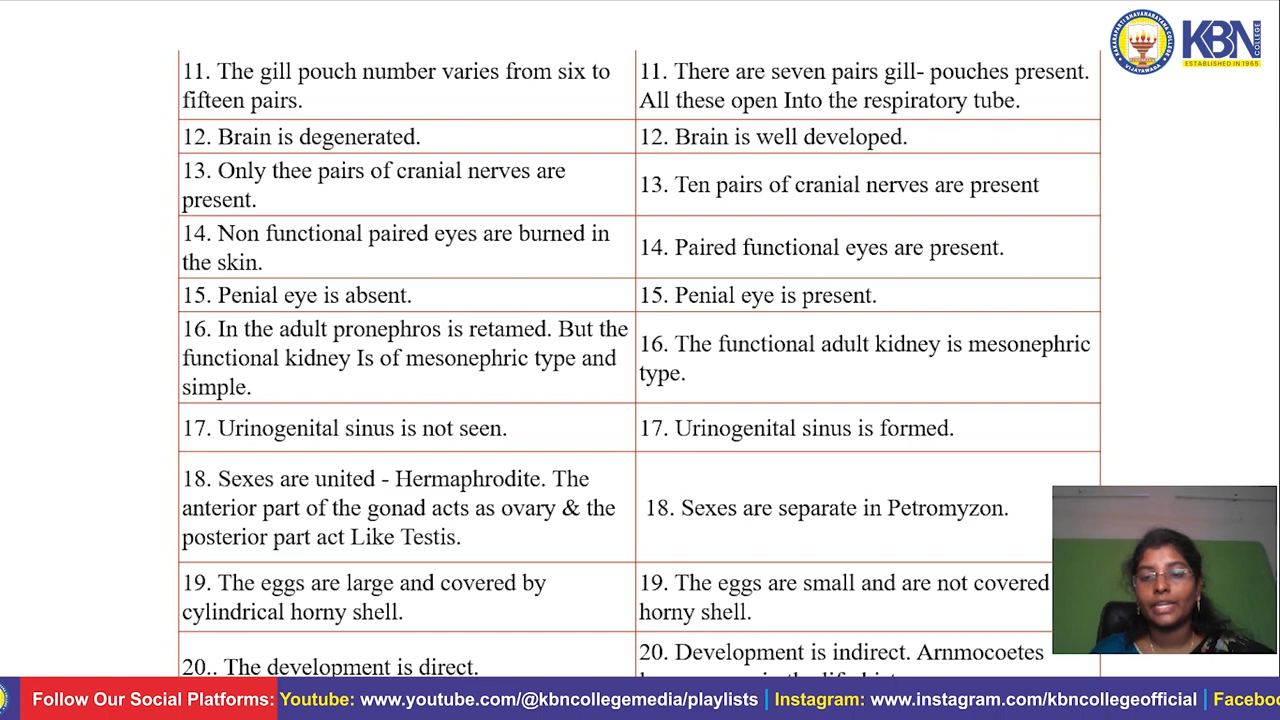 KAKARAPARTI BHAVANARAYANA COLLEGE
VIJAYAWADA
KBN
COLLEGE
ESTABLISHED IN 1965
11. The gill pouch number varies from six to
fifteen pairs.
11. There are seven pairs gill- pouches present.
All these open Into the respiratory tube.
12. Brain is degenerated.
12. Brain is well developed.
13. Only thee pairs of cranial nerves are
present.
13. Ten pairs of cranial nerves are present
14. Non functional paired eyes are burned in
the skin.
14. Paired functional eyes are present.
15. Penial eye is absent.
15. Penial eye is present.
16. In the adult pronephros is retamed. But the
functional kidney Is of mesonephric type and
simple.
16. The functional adult kidney is mesonephric
type.
17. Urinogenital sinus is not seen.
17. Urinogenital sinus is formed.
18. Sexes are united - Hermaphrodite. The
anterior part of the gonad acts as ovary & the
posterior part act Like Testis.
18. Sexes are separate in Petromyzon.
19. The eggs are large and covered by
cylindrical horny shell.
19. The eggs are small and are not covered
horny shell.
20.. The development is direct.
20. Development is indirect. Arnmocoetes
Follow Our Social Platforms: Youtube: www.youtube.com/@kbncollegemedia/playlists | Instagram: www.instagram.com/kbncollegeofficial | Facebo